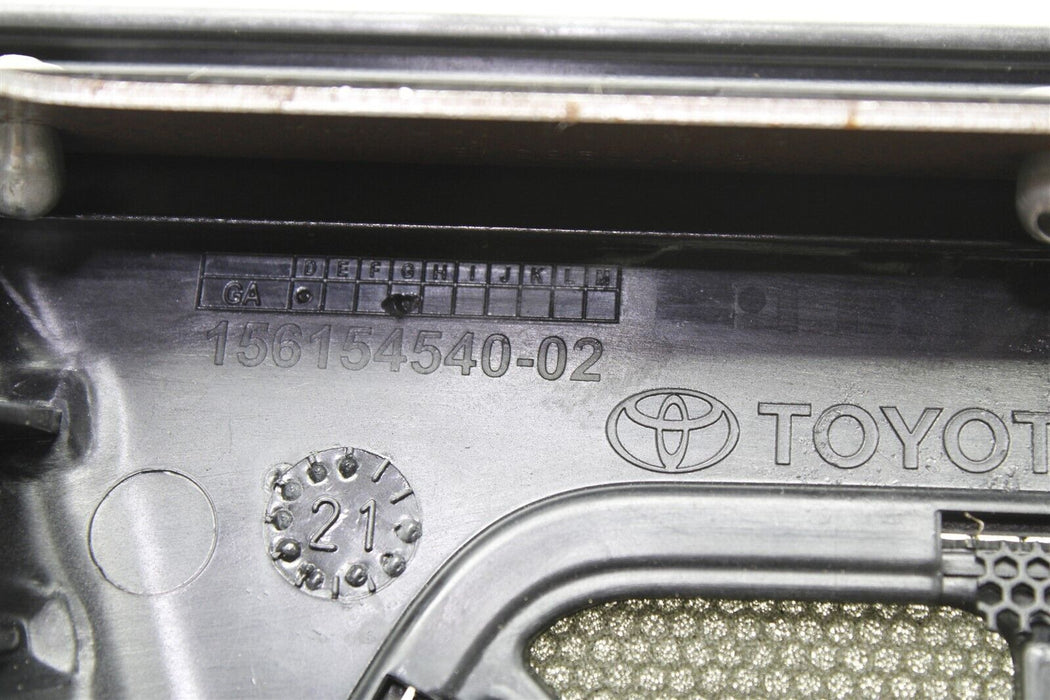 D E F G H I J K L M
GA
156154540-02
TOYOT
21